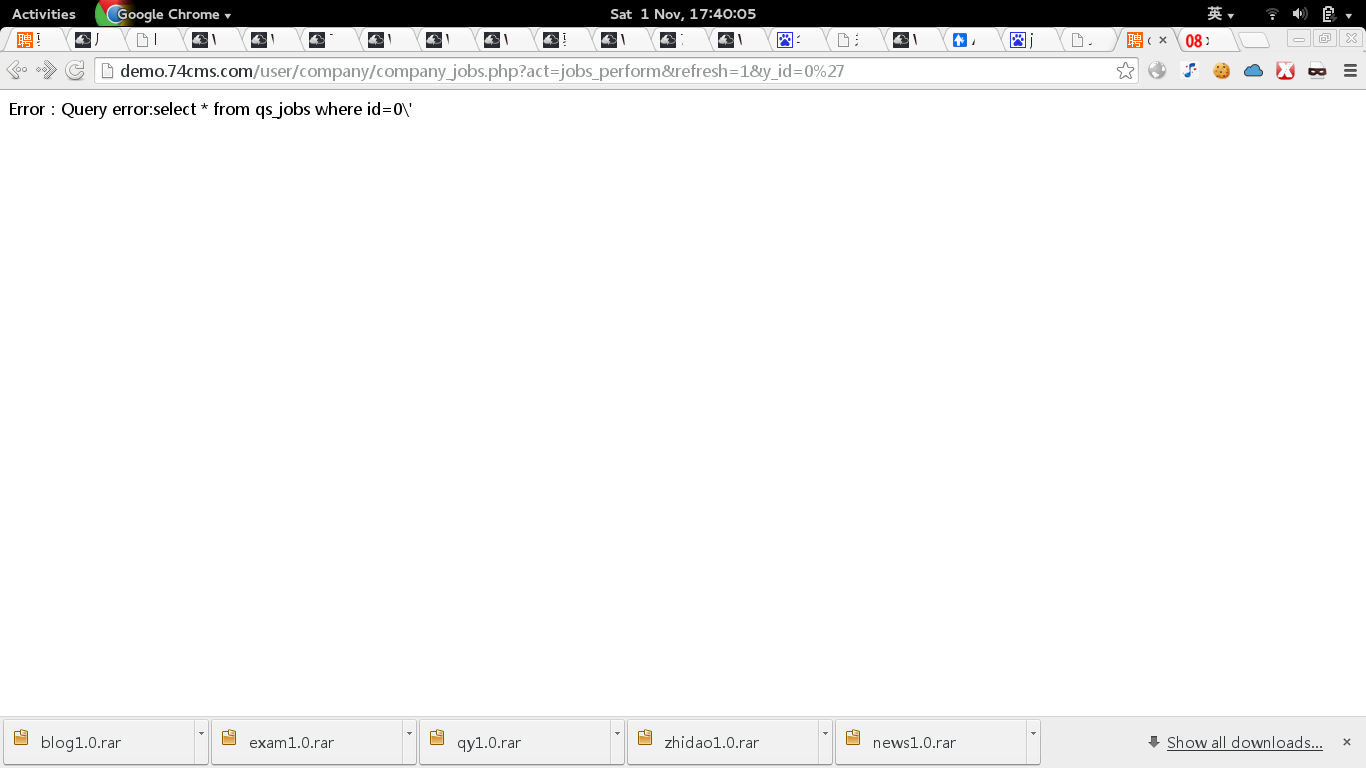 Activities Google Chrome Sat 1 Nov, 17:40:05 英
08
demo.74cms.com/user/company/company_jobs.php?act=jobs_perform&refresh=1&y_id=0%27
Error : Query error:select * from qs_jobs where id=0\'
blog1.0.rar exam1.0.rar qy1.0.rar zhidao1.0.rar news1.0.rar Show all downloads...